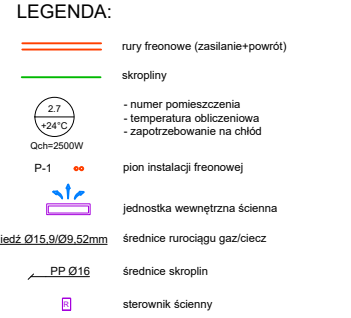 LEGENDA:
rury freonowe (zasilanie+powrót)
skropliny
2.7
+24°C
Qch=2500W
- numer pomieszczenia
- temperatura obliczeniowa
- zapotrzebowanie na chłód
P-1 pion instalacji freonowej
jednostka wewnętrzna ścienna
iedź Ø15,9/Ø9,52mm średnice rurociągu gaz/ciecz
PP Ø16 średnice skroplin
R sterownik ścienny